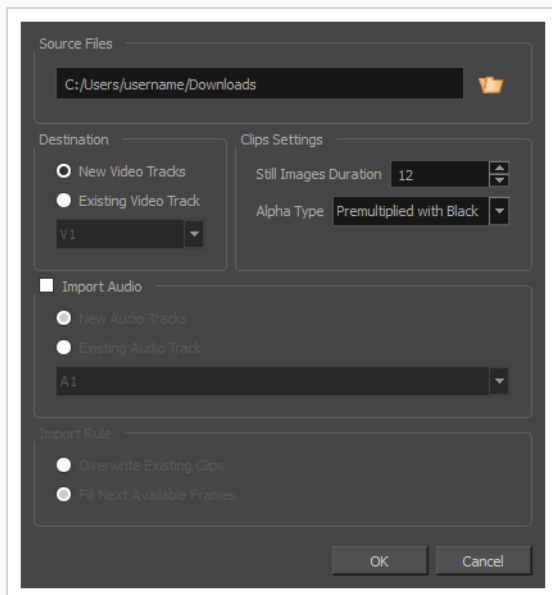 Source Files
C:/Users/username/Downloads
Destination
New Video Tracks
Existing Video Track
V1
Clips Settings
Still Images Duration 12
Alpha Type Premultiplied with Black
Import Audio
New Audio Tracks
Existing Audio Track
A1
Import Rule
Overwrite Existing Clips
Fill Next Available Frames
OK Cancel